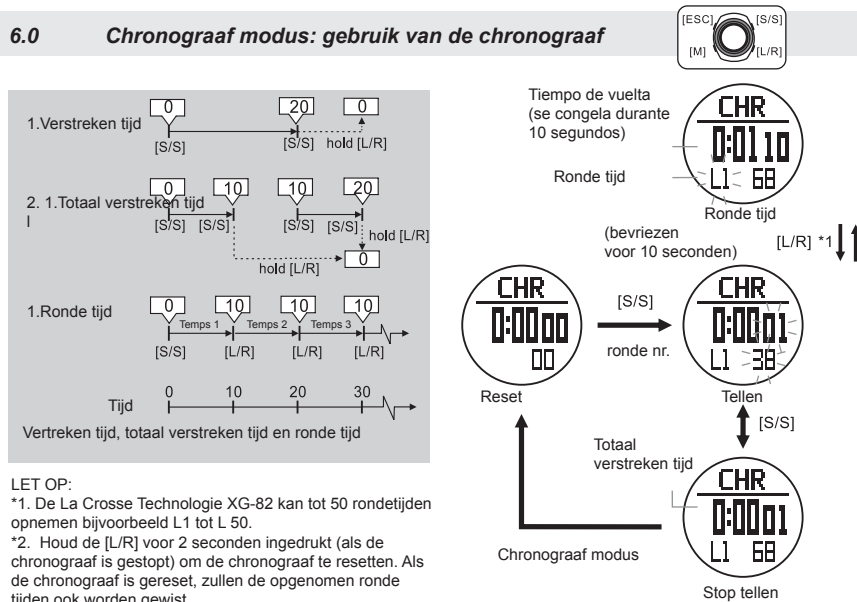 6.0 Chronograaf modus: gebruik van de chronograaf
[ESC] [S/S]
[M] [L/R]
1.Verstreken tijd
0 20 0
[S/S] [S/S] hold [L/R]
2. 1.Totaal verstreken tijd
l
0 10 10 20
[S/S] [S/S] [S/S] [S/S]
hold [L/R]
hold [L/R]
0
1.Ronde tijd
0 10 10 10
Temps 1 Temps 2 Temps 3
[S/S] [L/R] [L/R] [L/R]
Tijd 0 10 20 30
Vertreken tijd, totaal verstreken tijd en ronde tijd
LET OP:
*1. De La Crosse Technologie XG-82 kan tot 50 rondetijden
opnemen bijvoorbeeld L1 tot L 50.
*2. Houd de [L/R] voor 2 seconden ingedrukt (als de
chronograaf is gestopt) om de chronograaf te resetten. Als
de chronograaf is gereset, zullen de opgenomen ronde
tijden ook worden gewist.
Tiempo de vuelta
(se congela durante
10 segundos)
Ronde tijd
CHR
0:01 10
L1 68
Ronde tijd
(bevriezen
voor 10 seconden)
[L/R] *1
CHR
0:00 00
00
Reset
[S/S]
ronde nr.
CHR
0:00 01
L1 38
Tellen
[S/S]
Totaal
verstreken tijd
CHR
0:00 01
L1 68
Stop tellen
Chronograaf modus